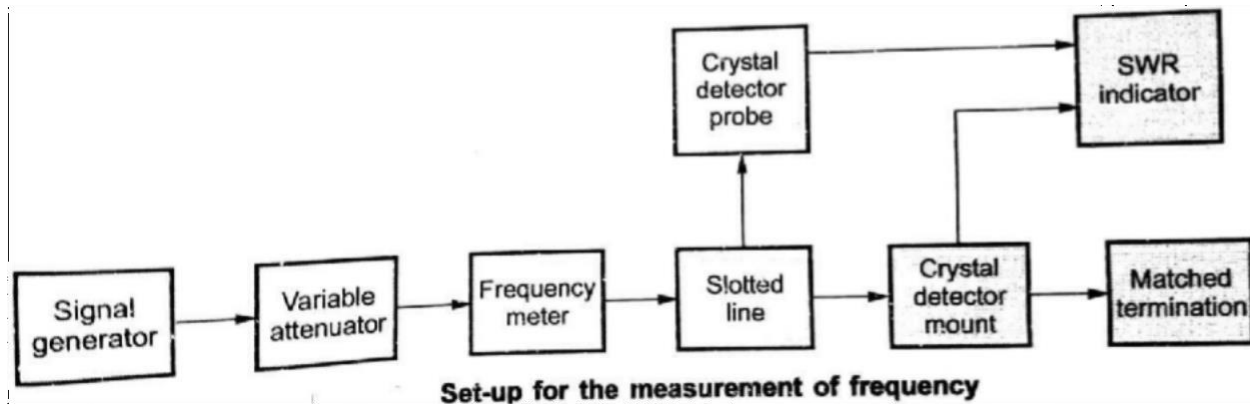 Crystal
detector
probe
SWR
indicator
Signal
generator
Variable
attenuator
Frequency
meter
Slotted
line
Crystal
detector
mount
Matched
termination
Set-up for the measurement of frequency